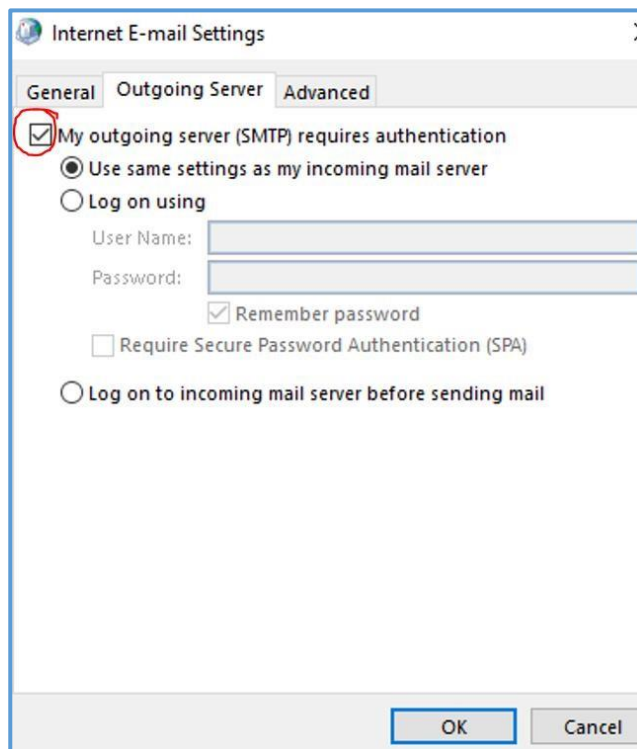 Internet E-mail Settings
General Outgoing Server Advanced
My outgoing server (SMTP) requires authentication
Use same settings as my incoming mail server
Log on using
User Name:
Password:
Remember password
Require Secure Password Authentication (SPA)
Log on to incoming mail server before sending mail
OK Cancel